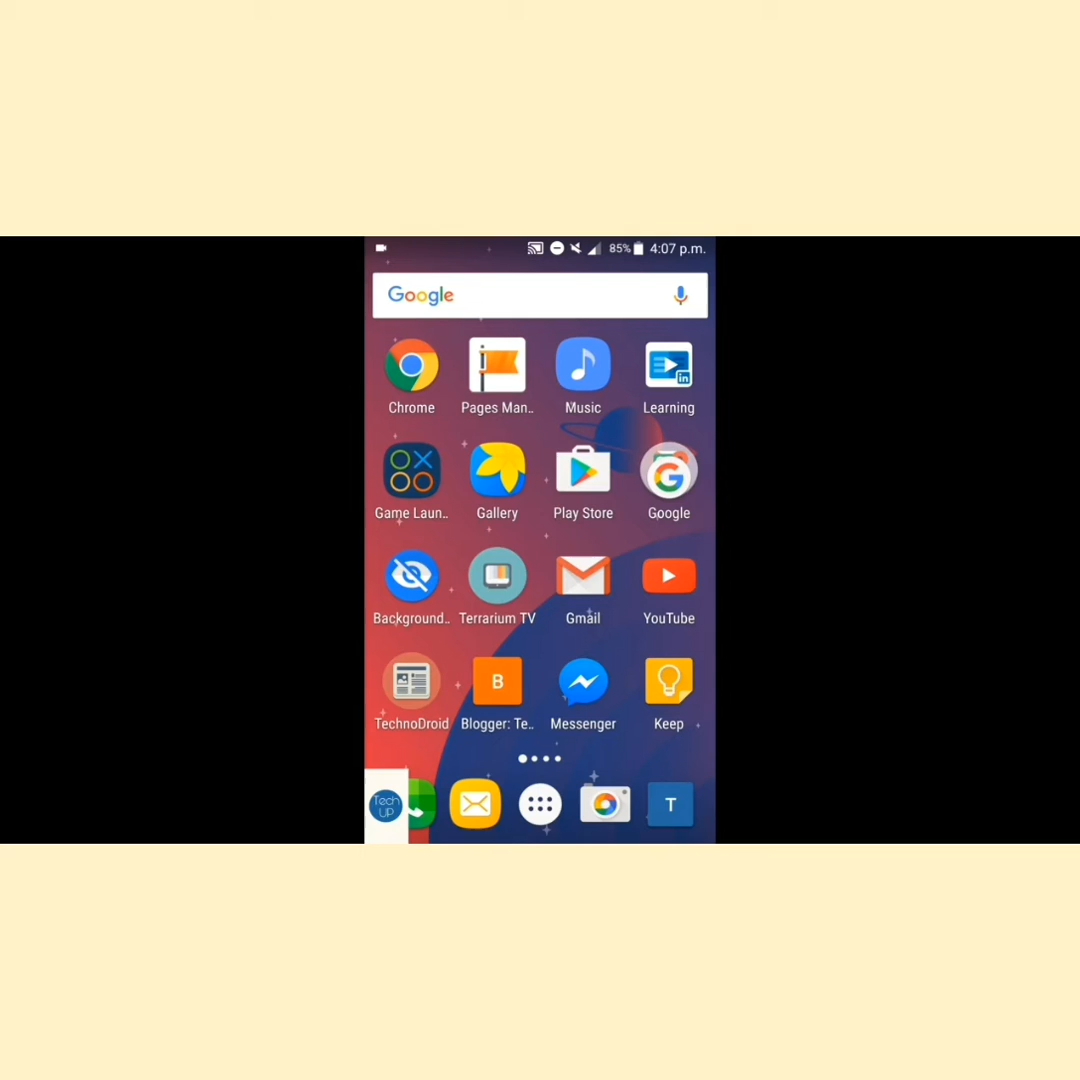 85% 4:07 p.m.
Google
Chrome Pages Man.. Music Learning
in
Game Laun.. Gallery Play Store Google
G
Background.. Terrarium TV Gmail YouTube
B
TechnoDroid Blogger: Te.. Messenger Keep
Tech
UP
T